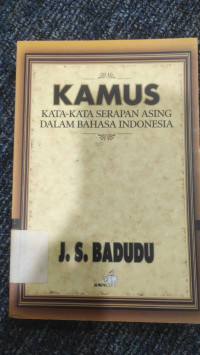 KAMUS
KATA-KATA SERAPAN ASING
DALAM BAHASA INDONESIA
J. S. BADUDU